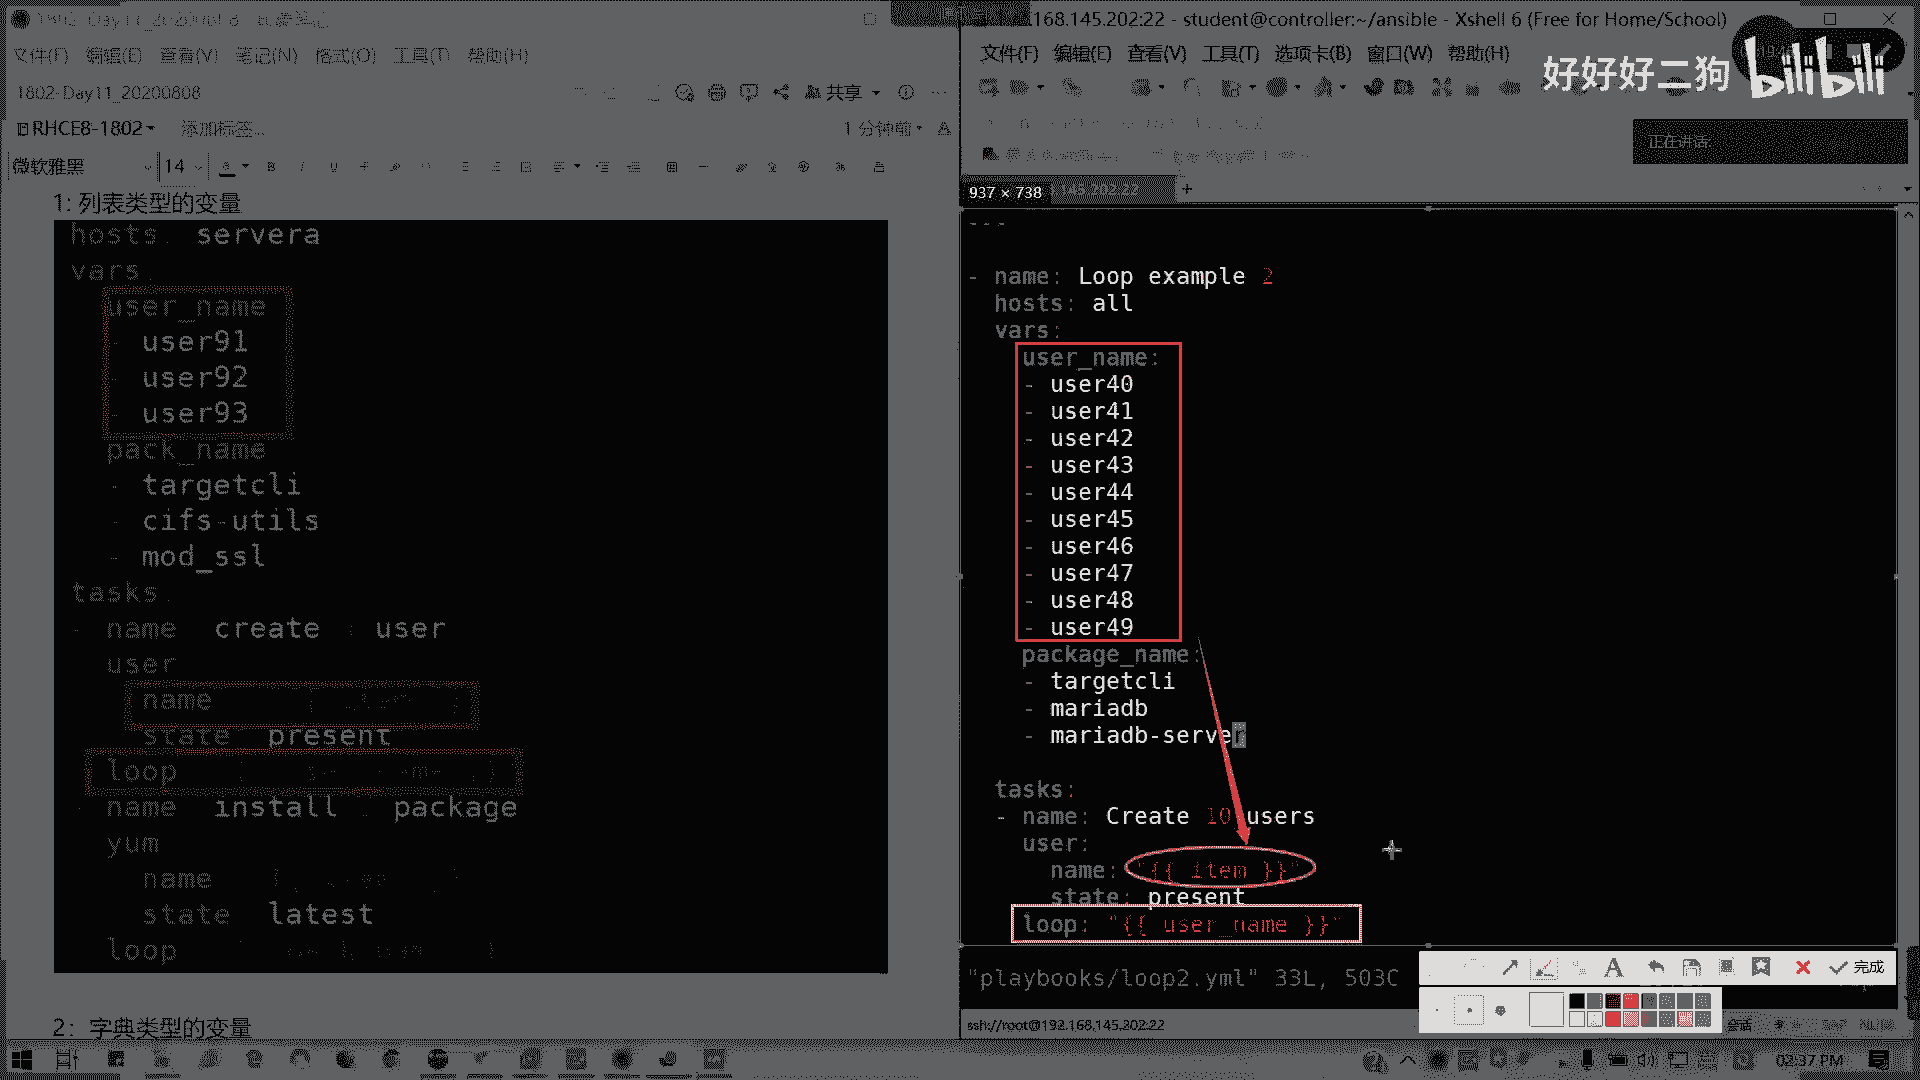 文件(F) 编辑(E) 查看(V) 笔记(N) 格式(O) 工具(T) 帮助(H)
1802-Day11_20200808
共享
RHCE8-1802
添加标签...
1 分钟前
微软雅黑
14
1: 列表类型的变量
hosts: servera
vars:
user_name
- user91
- user92
- user93
pack_name
- targetcli
- cifs-utils
- mod_ssl
tasks:
- name create : user
user
name
state present
loop
- name install : package
yum
name
state latest
loop
2：字典类型的变量
168.145.202:22 - student@controller:~/ansible - Xshell 6 (Free for Home/School)
文件(F) 编辑(E) 查看(V) 工具(T) 选项卡(B) 窗口(W) 帮助(H)
好好好二狗 bilibili
正在讲话:
937 × 738
---
- name: Loop example 2
hosts: all
vars:
user_name:
- user40
- user41
- user42
- user43
- user44
- user45
- user46
- user47
- user48
- user49
package_name:
- targetcli
- mariadb
- mariadb-server
tasks:
- name: Create 10 users
user:
name: "{{ item }}"
state: present
loop: "{{ user_name }}"
"playbooks/loop2.yml" 33L, 503C
完成
ssh://root@192.168.145.202:22
02:37 PM